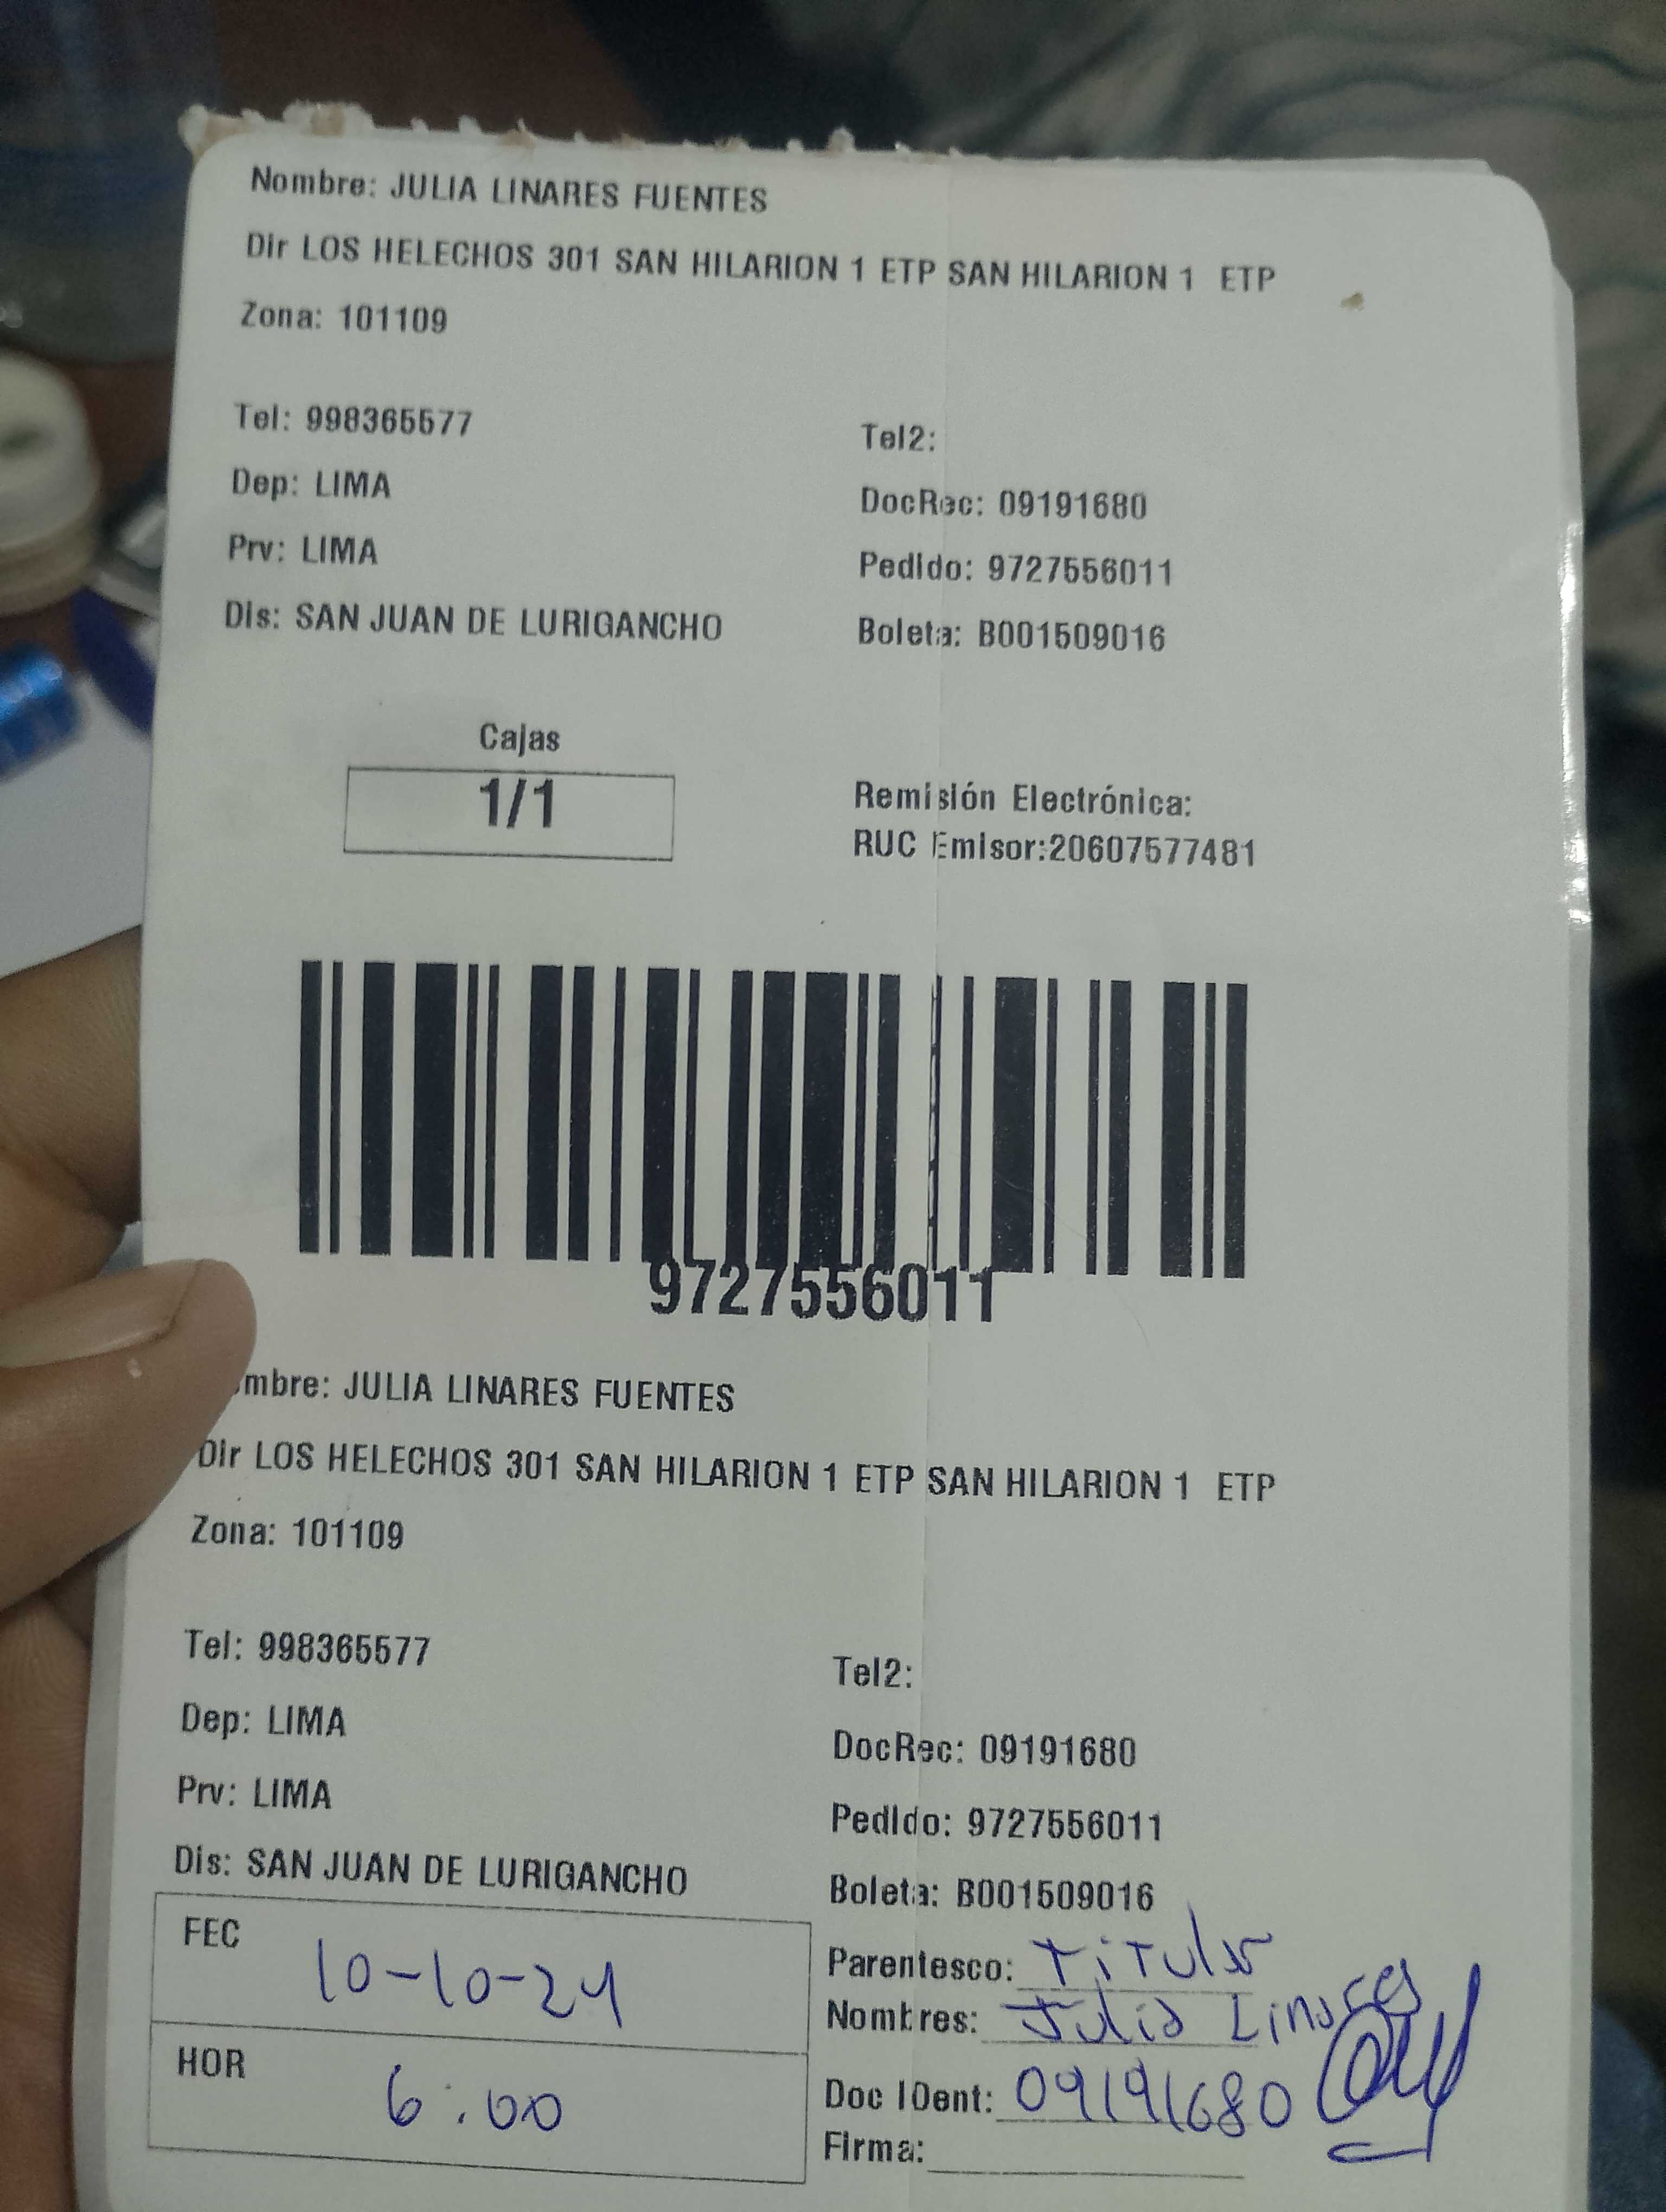 Nombre: JULIA LINARES FUENTES
Dir LOS HELECHOS 301 SAN HILARION 1 ETP SAN HILARION 1 ETP
Zona: 101109
Tel: 998365577
Tel2:
Dep: LIMA
DocRec: 09191680
Prv: LIMA
Pedido: 9727556011
Dis: SAN JUAN DE LURIGANCHO
Boleta: B001509016
Cajas
1/1
Remisión Electrónica:
RUC Emisor:20607577481
9727556011
mbre: JULIA LINARES FUENTES
Dir LOS HELECHOS 301 SAN HILARION 1 ETP SAN HILARION 1 ETP
Zona: 101109
Tel: 998365577
Tel2:
Dep: LIMA
DocRec: 09191680
Prv: LIMA
Pedido: 9727556011
Dis: SAN JUAN DE LURIGANCHO
Boleta: B001509016
FEC 10-10-24
Parentesco: Titular
Nombres: Julia Linares
HOR 6:00
Doc IDent: 09191680
Firma: